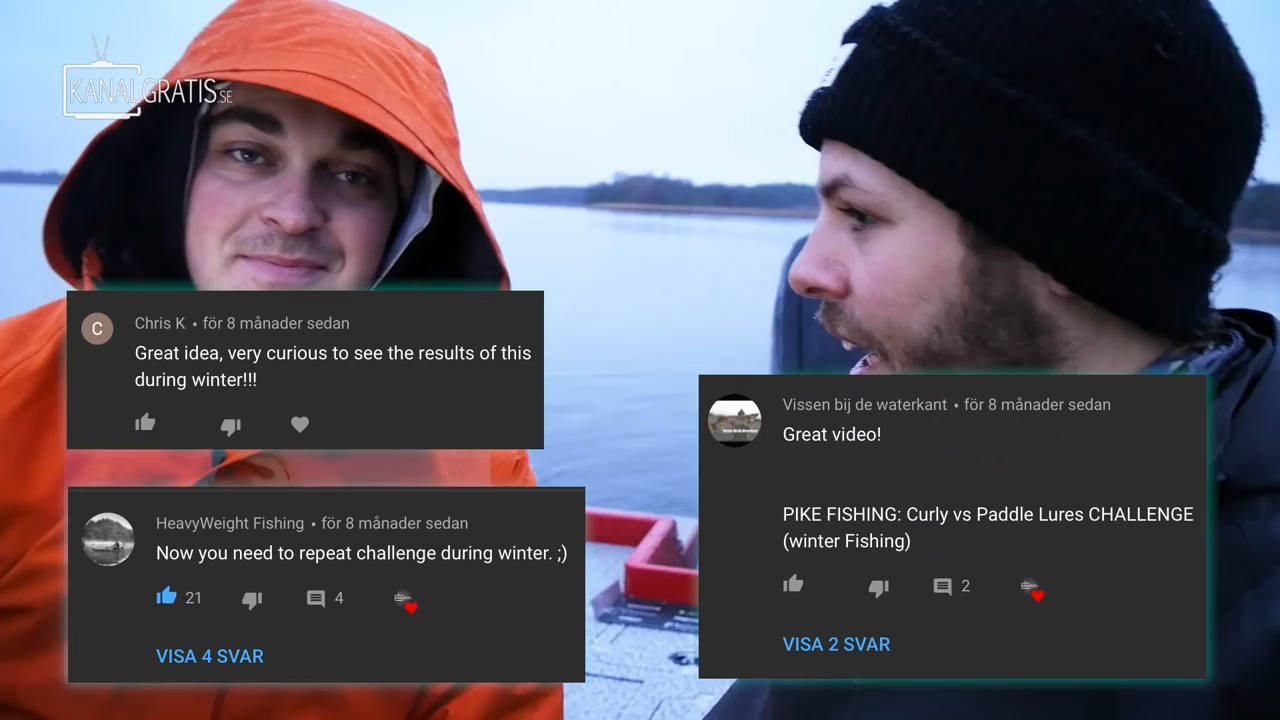 KANALGRATIS.SE
C
Chris K • för 8 månader sedan
Great idea, very curious to see the results of this
during winter!!!
HeavyWeight Fishing • för 8 månader sedan
Now you need to repeat challenge during winter. ;)
21
4
VISA 4 SVAR
Vissen bij de waterkant • för 8 månader sedan
Great video!
PIKE FISHING: Curly vs Paddle Lures CHALLENGE
(winter Fishing)
2
VISA 2 SVAR